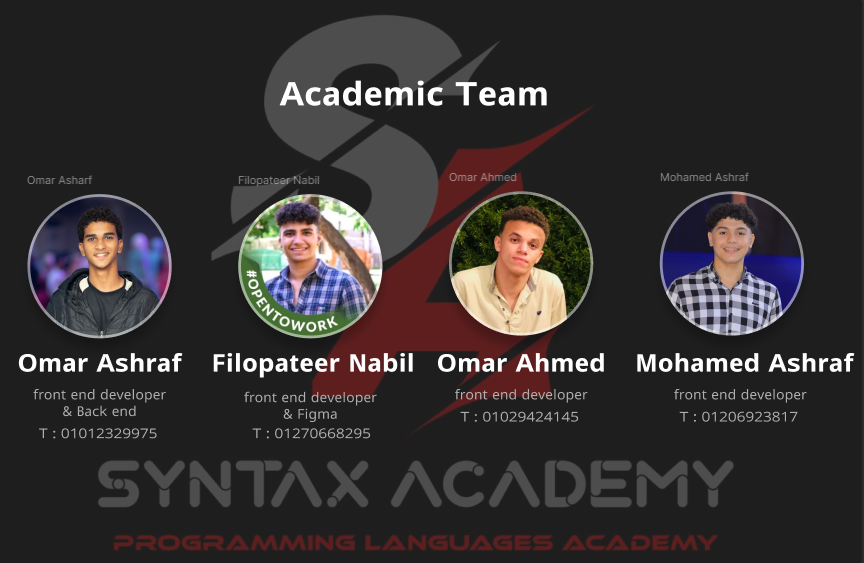 Academic Team
Omar Asharf
Filopateer Nabil
Omar Ahmed
Mohamed Ashraf
#OPENTOWORK
Omar Ashraf
front end developer
& Back end
T : 01012329975
Filopateer Nabil
front end developer
& Figma
T : 01270668295
Omar Ahmed
front end developer
T : 01029424145
Mohamed Ashraf
front end developer
T : 01206923817
SYNTAX ACADEMY
PROGRAMMING LANGUAGES ACADEMY